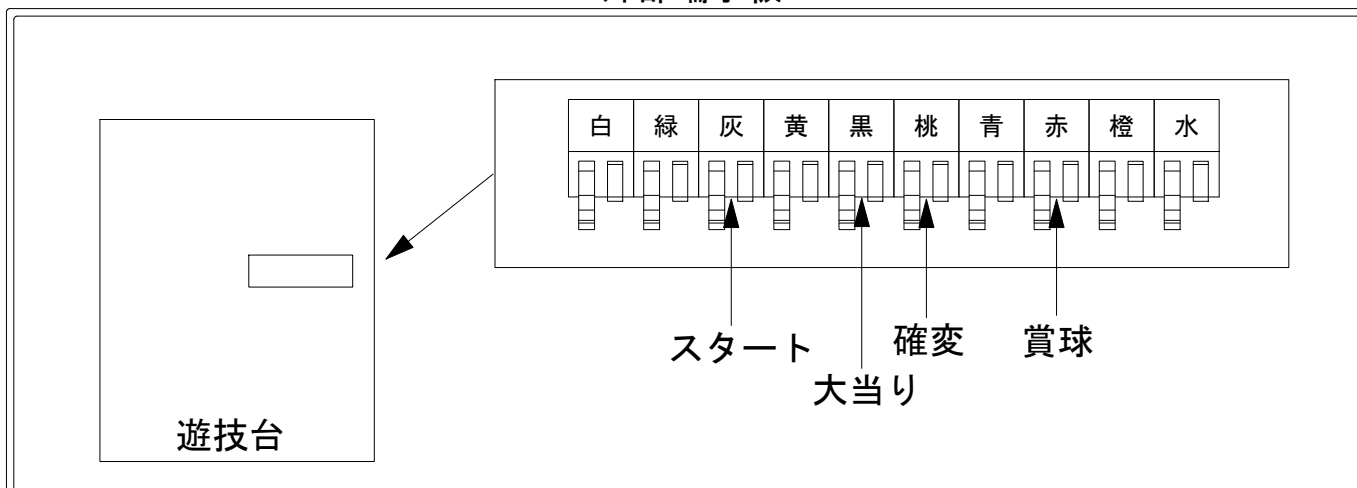 白 緑 灰 黄 黒 桃 青 赤 橙 水
スタート
確変
賞球
大当り
遊技台